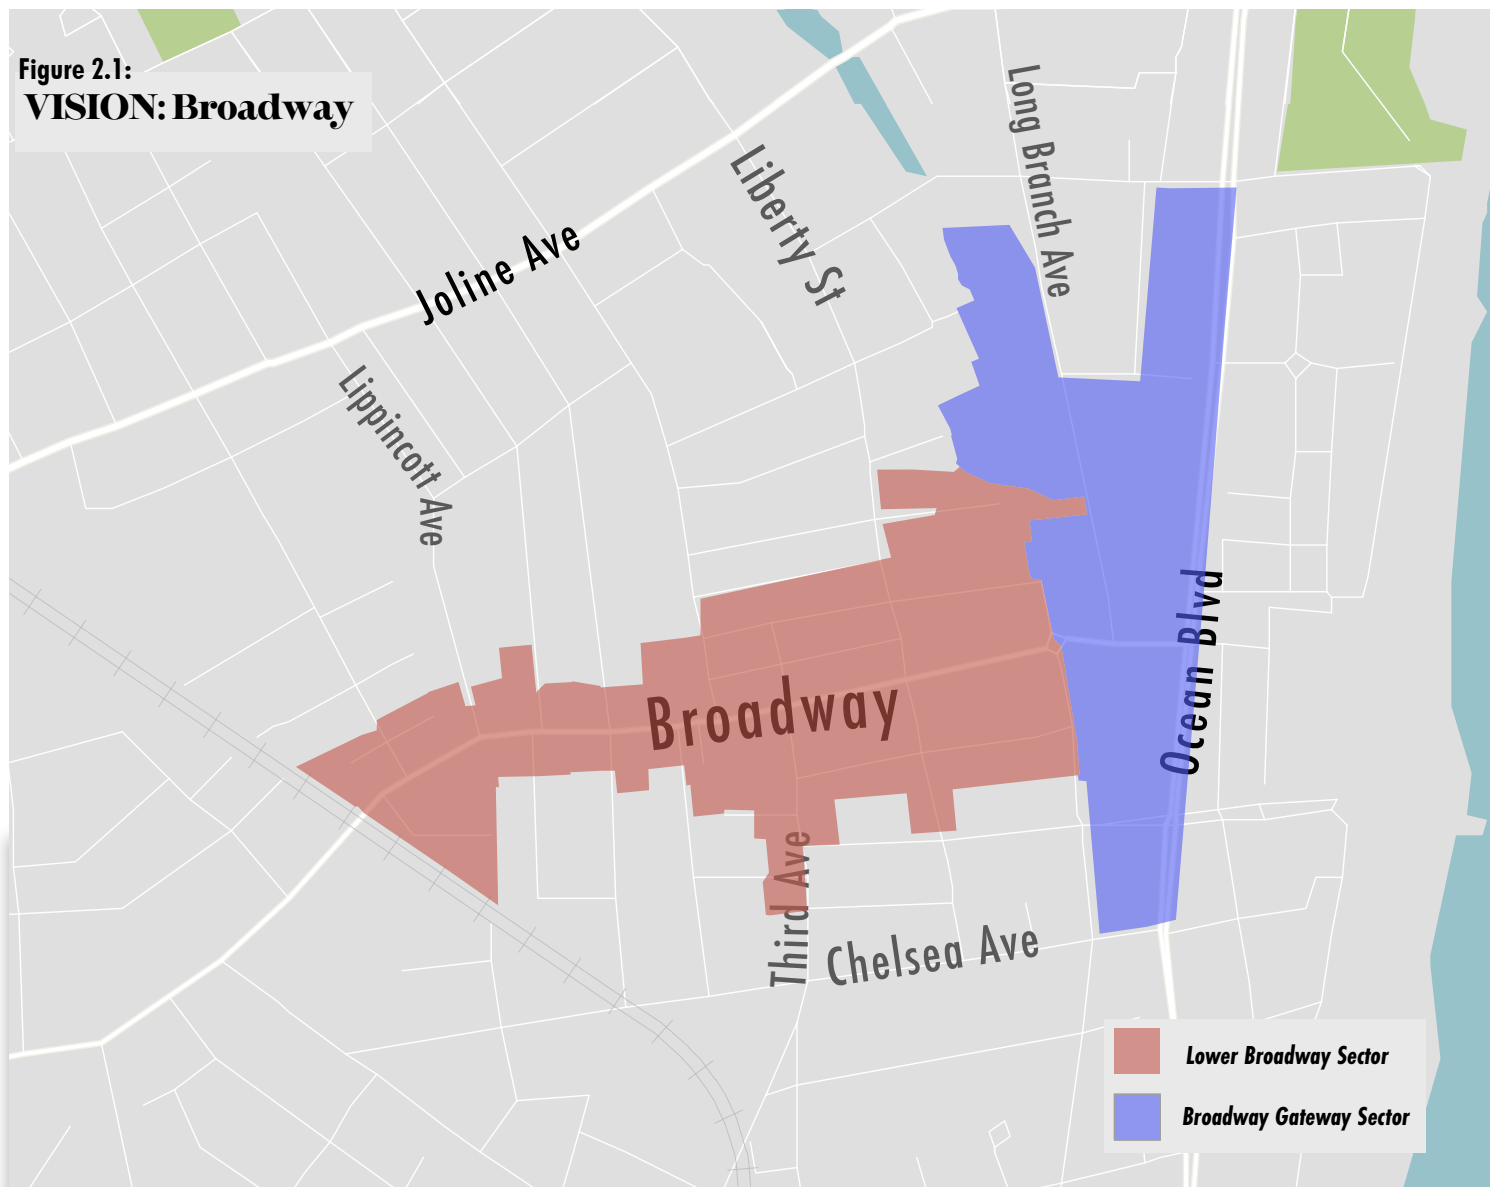 Figure 2.1:
VISION: Broadway
Long Branch Ave
Liberty St
Joline Ave
Lippincott Ave
Ocean Blvd
Broadway
Third Ave
Chelsea Ave
Lower Broadway Sector
Broadway Gateway Sector